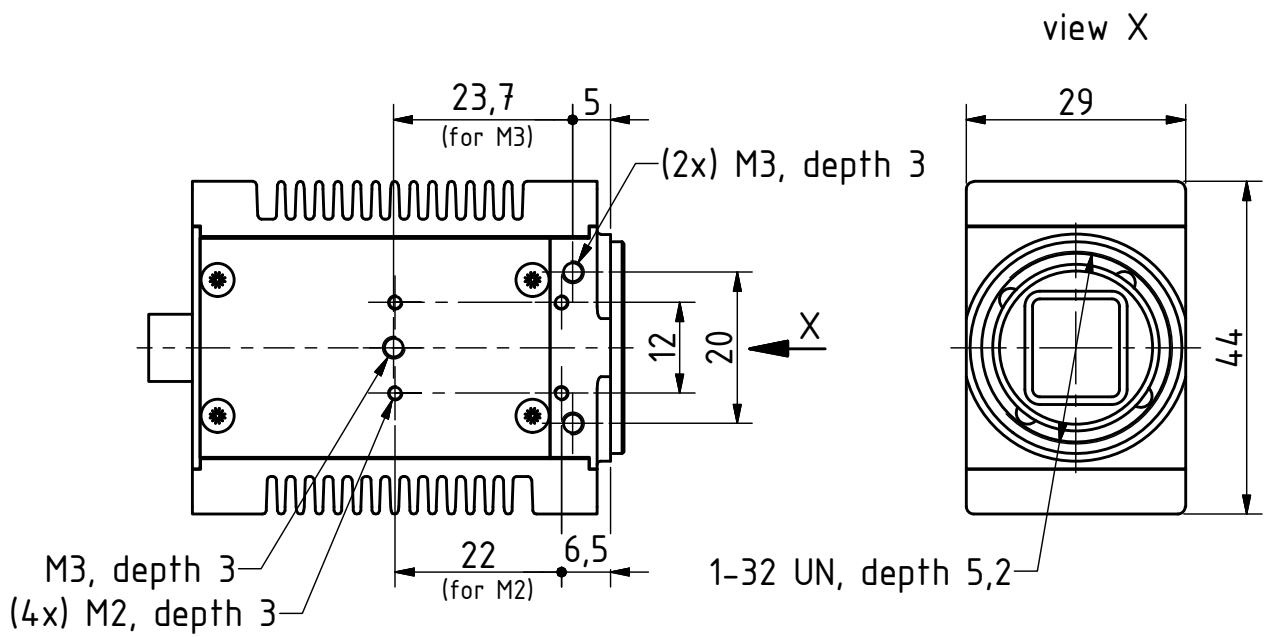 view X
23,7
(for M3)
5
29
(2x) M3, depth 3
12
20
X
44
M3, depth 3
(4x) M2, depth 3
22
(for M2)
6,5
1-32 UN, depth 5,2